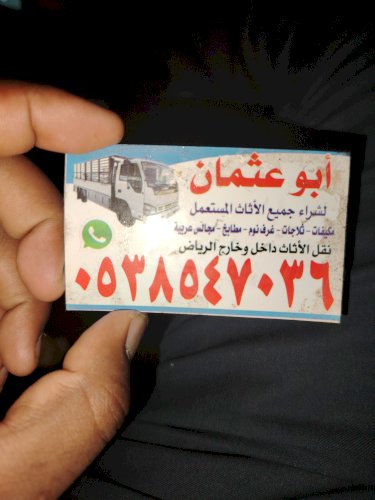 أبو عثمان
لشراء جميع الأثاث المستعمل
مكيفات - ثلاجات - غرف نوم - مطابخ - مجالس عربية
نقل الأثاث داخل وخارج الرياض
٠٥٣٨٥٤٧٠٣٦